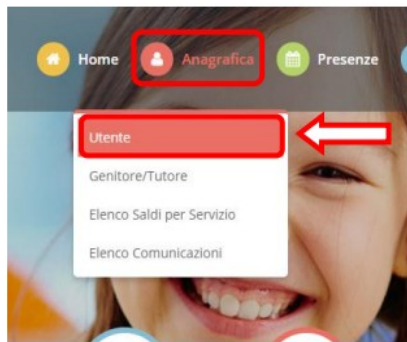 Home Anagrafica Presenze
Utente
Genitore/Tutore
Elenco Saldi per Servizio
Elenco Comunicazioni